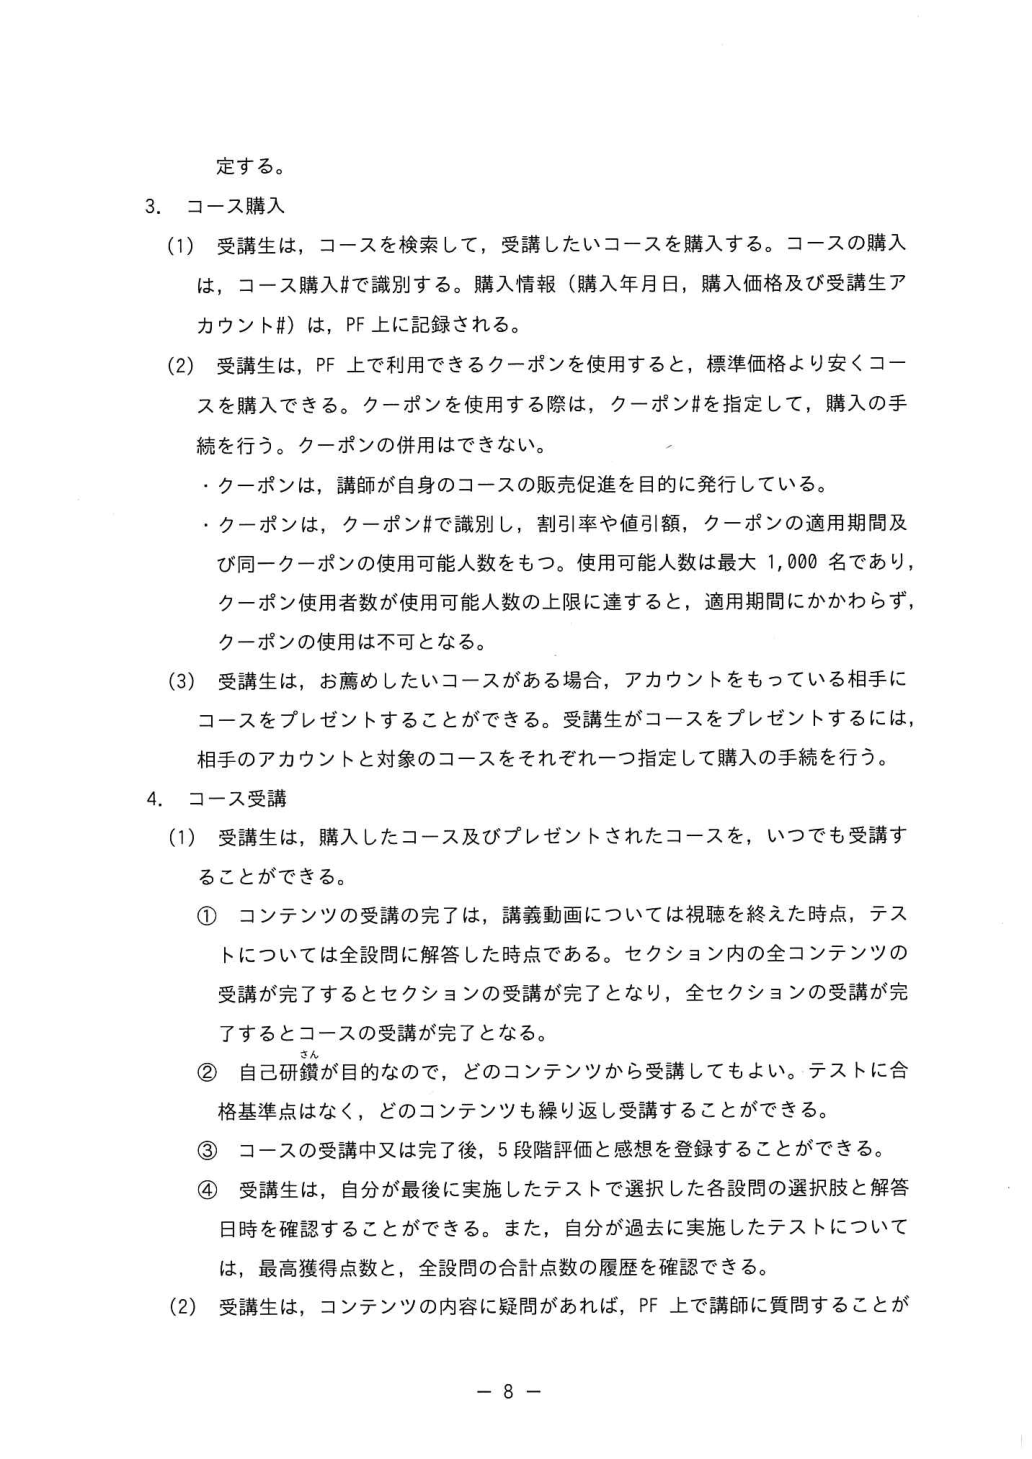 定する。
3. コース購入
(1) 受講生は，コースを検索して，受講したいコースを購入する。コースの購入
は，コース購入#で識別する。購入情報（購入年月日，購入価格及び受講生ア
カウント#）は，PF 上に記録される。
(2) 受講生は，PF 上で利用できるクーポンを使用すると，標準価格より安くコー
スを購入できる。クーポンを使用する際は，クーポン#を指定して，購入の手
続を行う。クーポンの併用はできない。
・クーポンは，講師が自身のコースの販売促進を目的に発行している。
・クーポンは，クーポン#で識別し，割引率や値引額，クーポンの適用期間及
び同一クーポンの使用可能人数をもつ。使用可能人数は最大 1,000 名であり，
クーポン使用者数が使用可能人数の上限に達すると，適用期間にかかわらず，
クーポンの使用は不可となる。
(3) 受講生は，お薦めしたいコースがある場合，アカウントをもっている相手に
コースをプレゼントすることができる。受講生がコースをプレゼントするには，
相手のアカウントと対象のコースをそれぞれ一つ指定して購入の手続を行う。
4. コース受講
(1) 受講生は，購入したコース及びプレゼントされたコースを，いつでも受講す
ることができる。
① コンテンツの受講の完了は，講義動画については視聴を終えた時点，テス
トについては全設問に解答した時点である。セクション内の全コンテンツの
受講が完了するとセクションの受講が完了となり，全セクションの受講が完
了するとコースの受講が完了となる。
さん
② 自己研鑽が目的なので，どのコンテンツから受講してもよい。テストに合
格基準点はなく，どのコンテンツも繰り返し受講することができる。
③ コースの受講中又は完了後，5 段階評価と感想を登録することができる。
④ 受講生は，自分が最後に実施したテストで選択した各設問の選択肢と解答
日時を確認することができる。また，自分が過去に実施したテストについて
は，最高獲得点数と，全設問の合計点数の履歴を確認できる。
(2) 受講生は，コンテンツの内容に疑問があれば，PF 上で講師に質問することが
－ 8 －